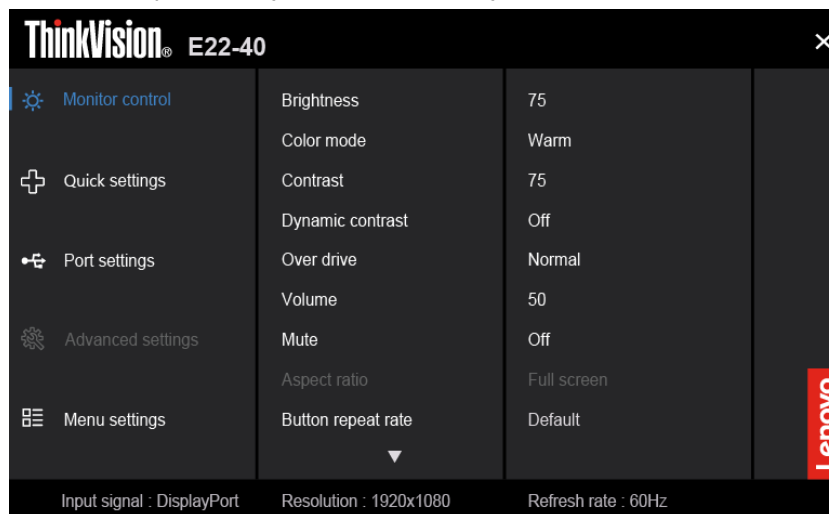 ThinkVision® E22-40
Monitor control
Quick settings
Port settings
Advanced settings
Menu settings
Brightness 75
Color mode Warm
Contrast 75
Dynamic contrast Off
Over drive Normal
Volume 50
Mute Off
Aspect ratio Full screen
Button repeat rate Default
Lenovo
Input signal : DisplayPort Resolution : 1920x1080 Refresh rate : 60Hz